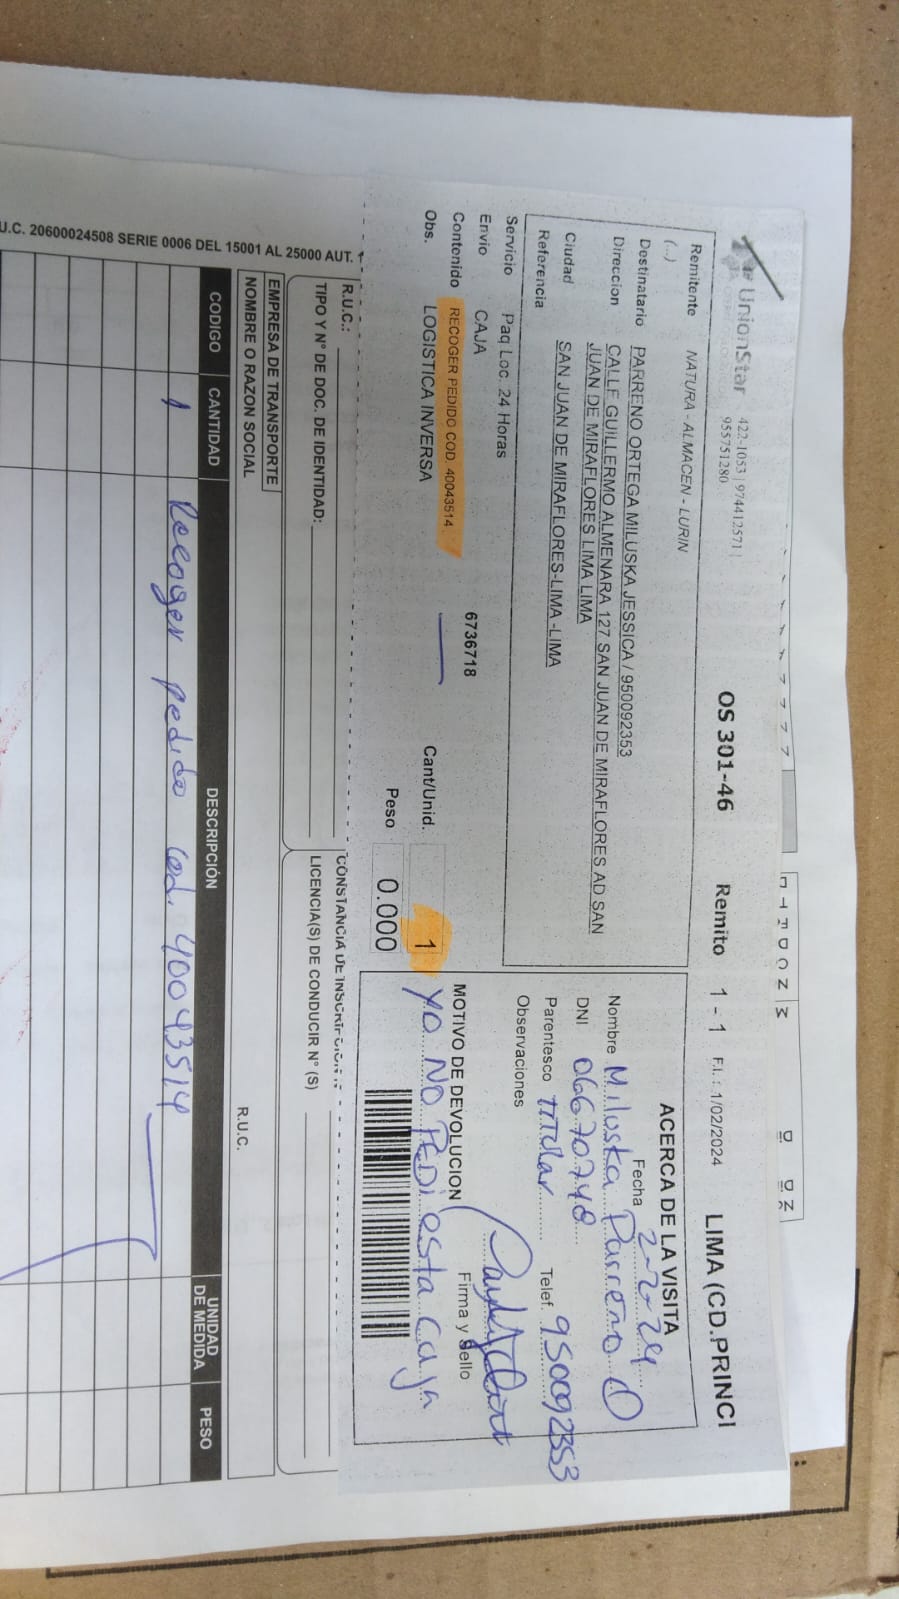 UnionStar
422-1053 | 974412571 |
955751280
OS 301-46
Remito 1 - 1
F.I. : 1/02/2024
LIMA (CD.PRINCI
Remitente NATURA - ALMACEN - LURIN
(...)
Destinatario PARRENO ORTEGA MILUSKA JESSICA / 950092353
Direccion CALLE GUILLERMO ALMENARA 127 SAN JUAN DE MIRAFLORES AD SAN
JUAN DE MIRAFLORES LIMA LIMA
Ciudad SAN JUAN DE MIRAFLORES-LIMA -LIMA
Referencia
Servicio Paq Loc. 24 Horas
Envio CAJA
Contenido RECOGER PEDIDO COD. 40043514
6736718
Obs. LOGISTICA INVERSA
Cant/Unid. 1
Peso 0.000
ACERCA DE LA VISITA
Fecha 2-2-24
Nombre Miluska Parreno O
DNI 06670748
Parentesco TITUlar
Telef. 950092353
Observaciones
Firma y Sello
MOTIVO DE DEVOLUCION
YO NO PEDI esta caja
R.U.C.:
TIPO Y N° DE DOC. DE IDENTIDAD:
CONSTANCIA DE INSCRIPCION
LICENCIA(S) DE CONDUCIR N° (S)
EMPRESA DE TRANSPORTE
NOMBRE O RAZON SOCIAL
R.U.C.
CODIGO CANTIDAD DESCRIPCIÓN UNIDAD DE MEDIDA PESO
1 Recoger pedido cod. 40043514
U.C. 20600024508 SERIE 0006 DEL 15001 AL 25000 AUT.